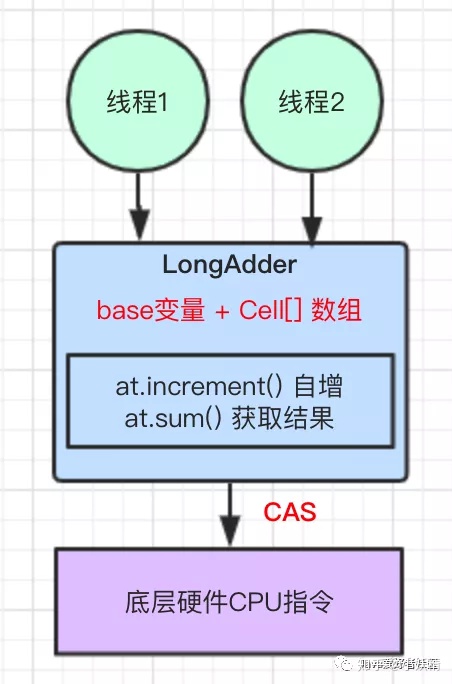 线程1
线程2
LongAdder
base变量 + Cell[] 数组
at.increment() 自增
at.sum() 获取结果
CAS
底层硬件CPU指令